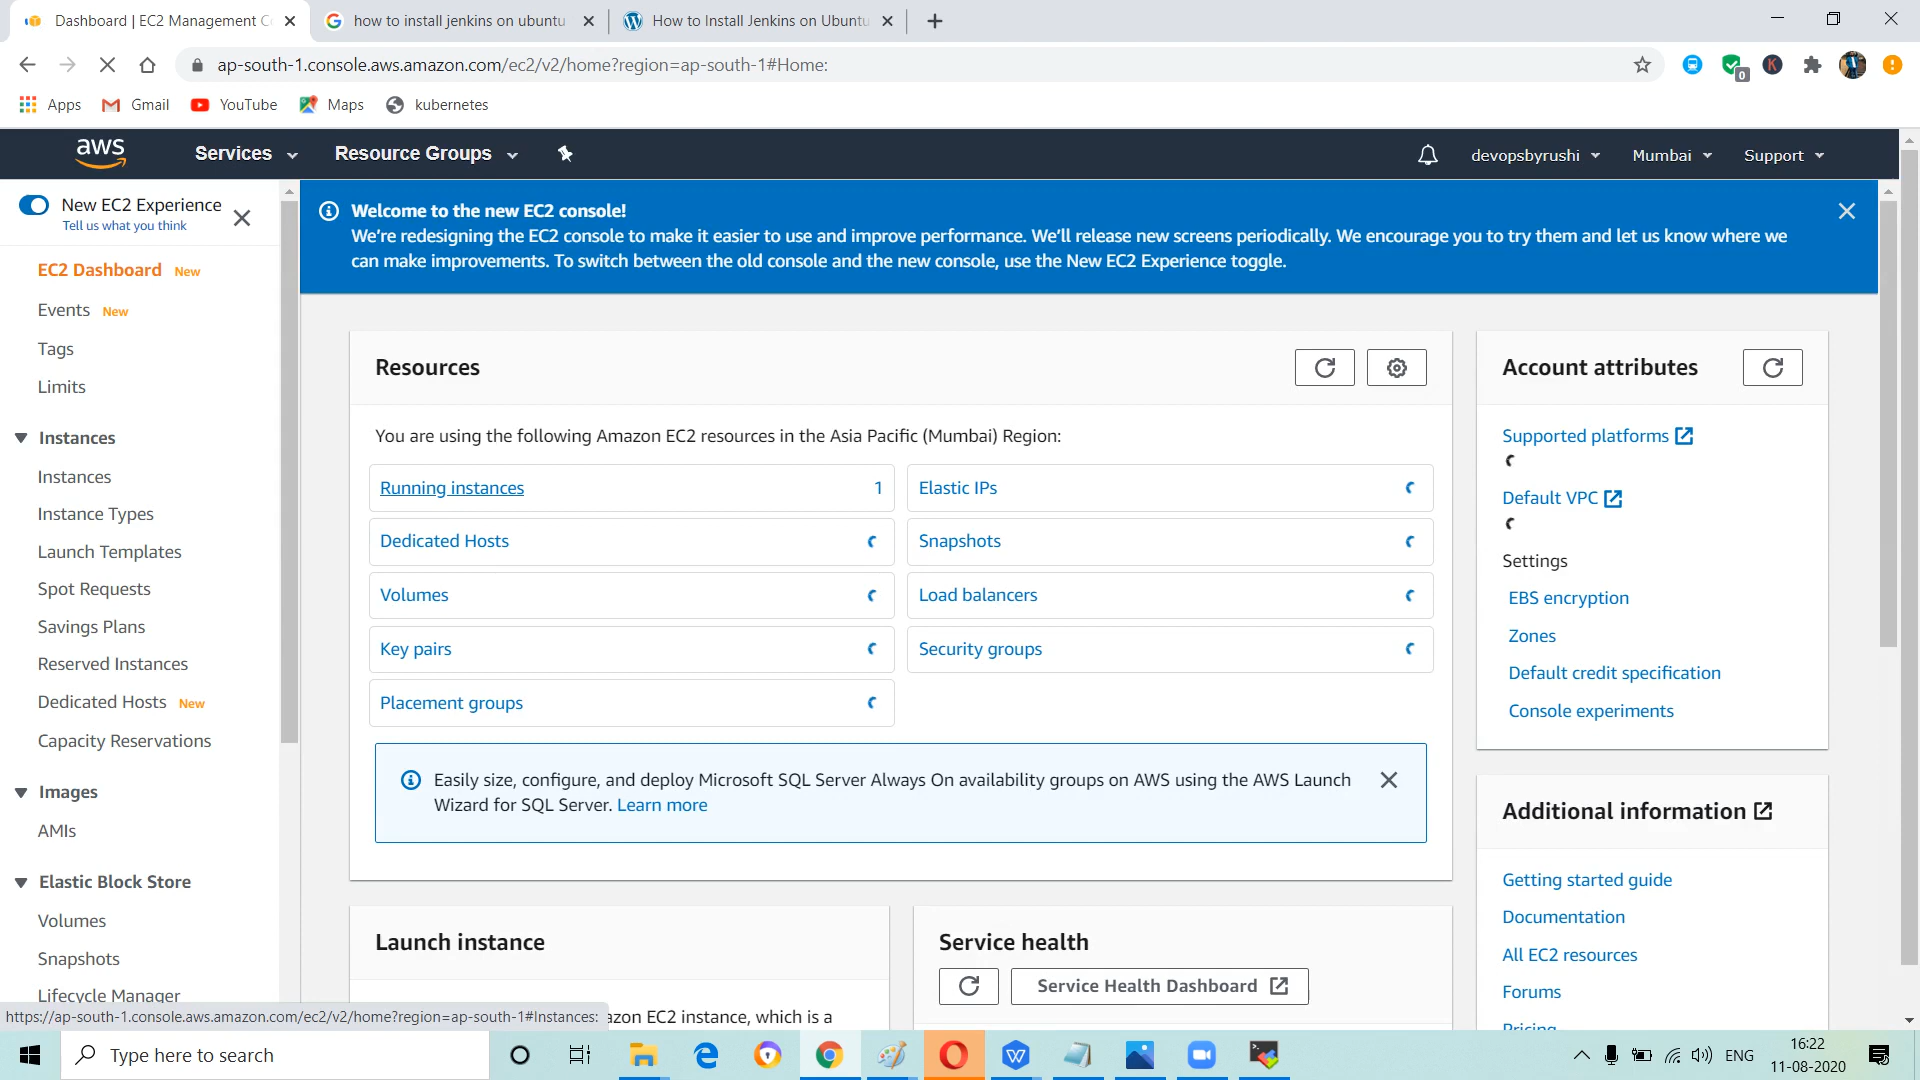 Dashboard | EC2 Management Co
how to install jenkins on ubuntu
How to Install Jenkins on Ubuntu
ap-south-1.console.aws.amazon.com/ec2/v2/home?region=ap-south-1#Home:
0
K
Apps
Gmail
YouTube
Maps
kubernetes
aws
Services
Resource Groups
devopsbyrushi
Mumbai
Support
New EC2 Experience
Tell us what you think
Welcome to the new EC2 console!
We're redesigning the EC2 console to make it easier to use and improve performance. We'll release new screens periodically. We encourage you to try them and let us know where we
can make improvements. To switch between the old console and the new console, use the New EC2 Experience toggle.
EC2 Dashboard New
Events New
Tags
Limits
Instances
Instances
Instance Types
Launch Templates
Spot Requests
Savings Plans
Reserved Instances
Dedicated Hosts New
Capacity Reservations
Images
AMIs
Elastic Block Store
Volumes
Snapshots
Lifecycle Manager
https://ap-south-1.console.aws.amazon.com/ec2/v2/home?region=ap-south-1#Instances:
Resources
You are using the following Amazon EC2 resources in the Asia Pacific (Mumbai) Region:
Running instances 1
Elastic IPs
Dedicated Hosts
Snapshots
Volumes
Load balancers
Key pairs
Security groups
Placement groups
Easily size, configure, and deploy Microsoft SQL Server Always On availability groups on AWS using the AWS Launch
Wizard for SQL Server. Learn more
Launch instance
azon EC2 instance, which is a
Service health
Service Health Dashboard
Account attributes
Supported platforms
Default VPC
Settings
EBS encryption
Zones
Default credit specification
Console experiments
Additional information
Getting started guide
Documentation
All EC2 resources
Forums
Pricing
Type here to search
ENG
16:22
11-08-2020